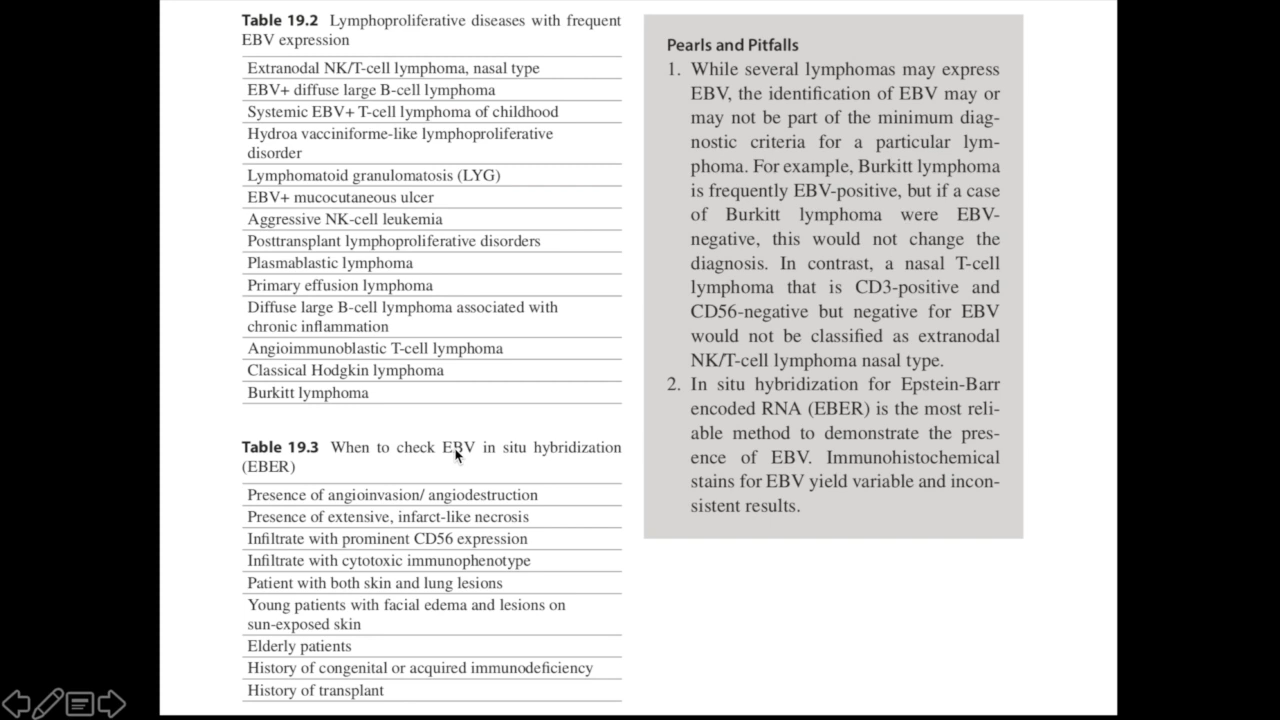 Table 19.2 Lymphoproliferative diseases with frequent
EBV expression
Extranodal NK/T-cell lymphoma, nasal type
EBV+ diffuse large B-cell lymphoma
Systemic EBV+ T-cell lymphoma of childhood
Hydroa vacciniforme-like lymphoproliferative
disorder
Lymphomatoid granulomatosis (LYG)
EBV+ mucocutaneous ulcer
Aggressive NK-cell leukemia
Posttransplant lymphoproliferative disorders
Plasmablastic lymphoma
Primary effusion lymphoma
Diffuse large B-cell lymphoma associated with
chronic inflammation
Angioimmunoblastic T-cell lymphoma
Classical Hodgkin lymphoma
Burkitt lymphoma
Table 19.3 When to check EBV in situ hybridization
(EBER)
Presence of angioinvasion/ angiodestruction
Presence of extensive, infarct-like necrosis
Infiltrate with prominent CD56 expression
Infiltrate with cytotoxic immunophenotype
Patient with both skin and lung lesions
Young patients with facial edema and lesions on
sun-exposed skin
Elderly patients
History of congenital or acquired immunodeficiency
History of transplant
Pearls and Pitfalls
1. While several lymphomas may express
EBV, the identification of EBV may or
may not be part of the minimum diag-
nostic criteria for a particular lym-
phoma. For example, Burkitt lymphoma
is frequently EBV-positive, but if a case
of Burkitt lymphoma were EBV-
negative, this would not change the
diagnosis. In contrast, a nasal T-cell
lymphoma that is CD3-positive and
CD56-negative but negative for EBV
would not be classified as extranodal
NK/T-cell lymphoma nasal type.
2. In situ hybridization for Epstein-Barr
encoded RNA (EBER) is the most reli-
able method to demonstrate the pres-
ence of EBV. Immunohistochemical
stains for EBV yield variable and incon-
sistent results.